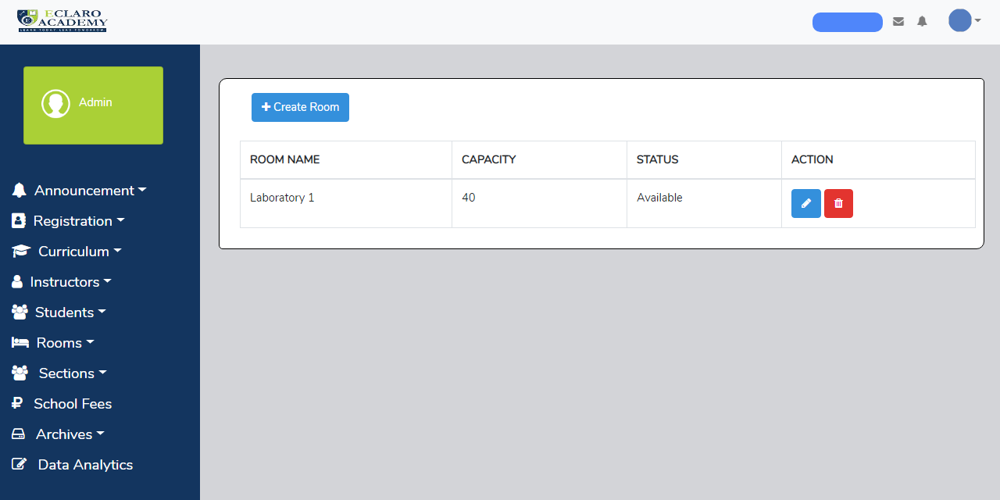 ECLARO
ACADEMY
LEARN TODAY LEAD TOMORROW.
Admin
Announcement
Registration
Curriculum
Instructors
Students
Rooms
Sections
School Fees
Archives
Data Analytics
Create Room
ROOM NAME CAPACITY STATUS ACTION
Laboratory 1 40 Available